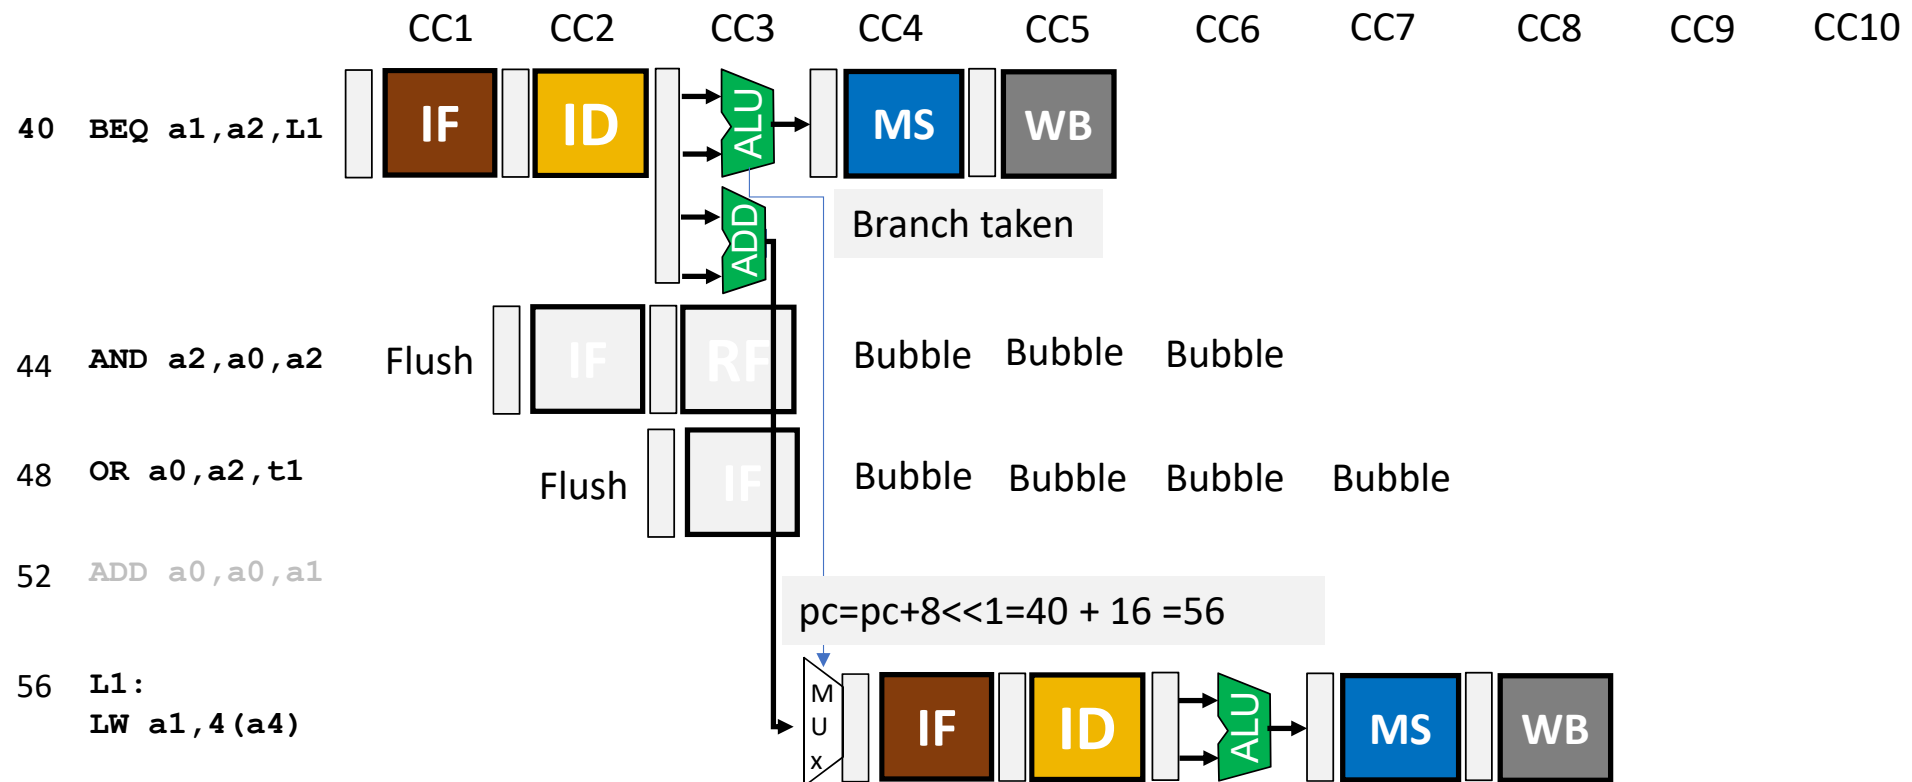 CC1 CC2 CC3 CC4 CC5 CC6 CC7 CC8 CC9 CC10
40 BEQ a1,a2,L1 IF ID ALU MS WB
ADD Branch taken
44 AND a2,a0,a2 Flush IF RF Bubble Bubble Bubble
48 OR a0,a2,t1 Flush IF Bubble Bubble Bubble Bubble
52 ADD a0,a0,a1
pc=pc+8<<1=40 + 16 =56
56 L1:
LW a1,4(a4) MUx IF ID ALU MS WB